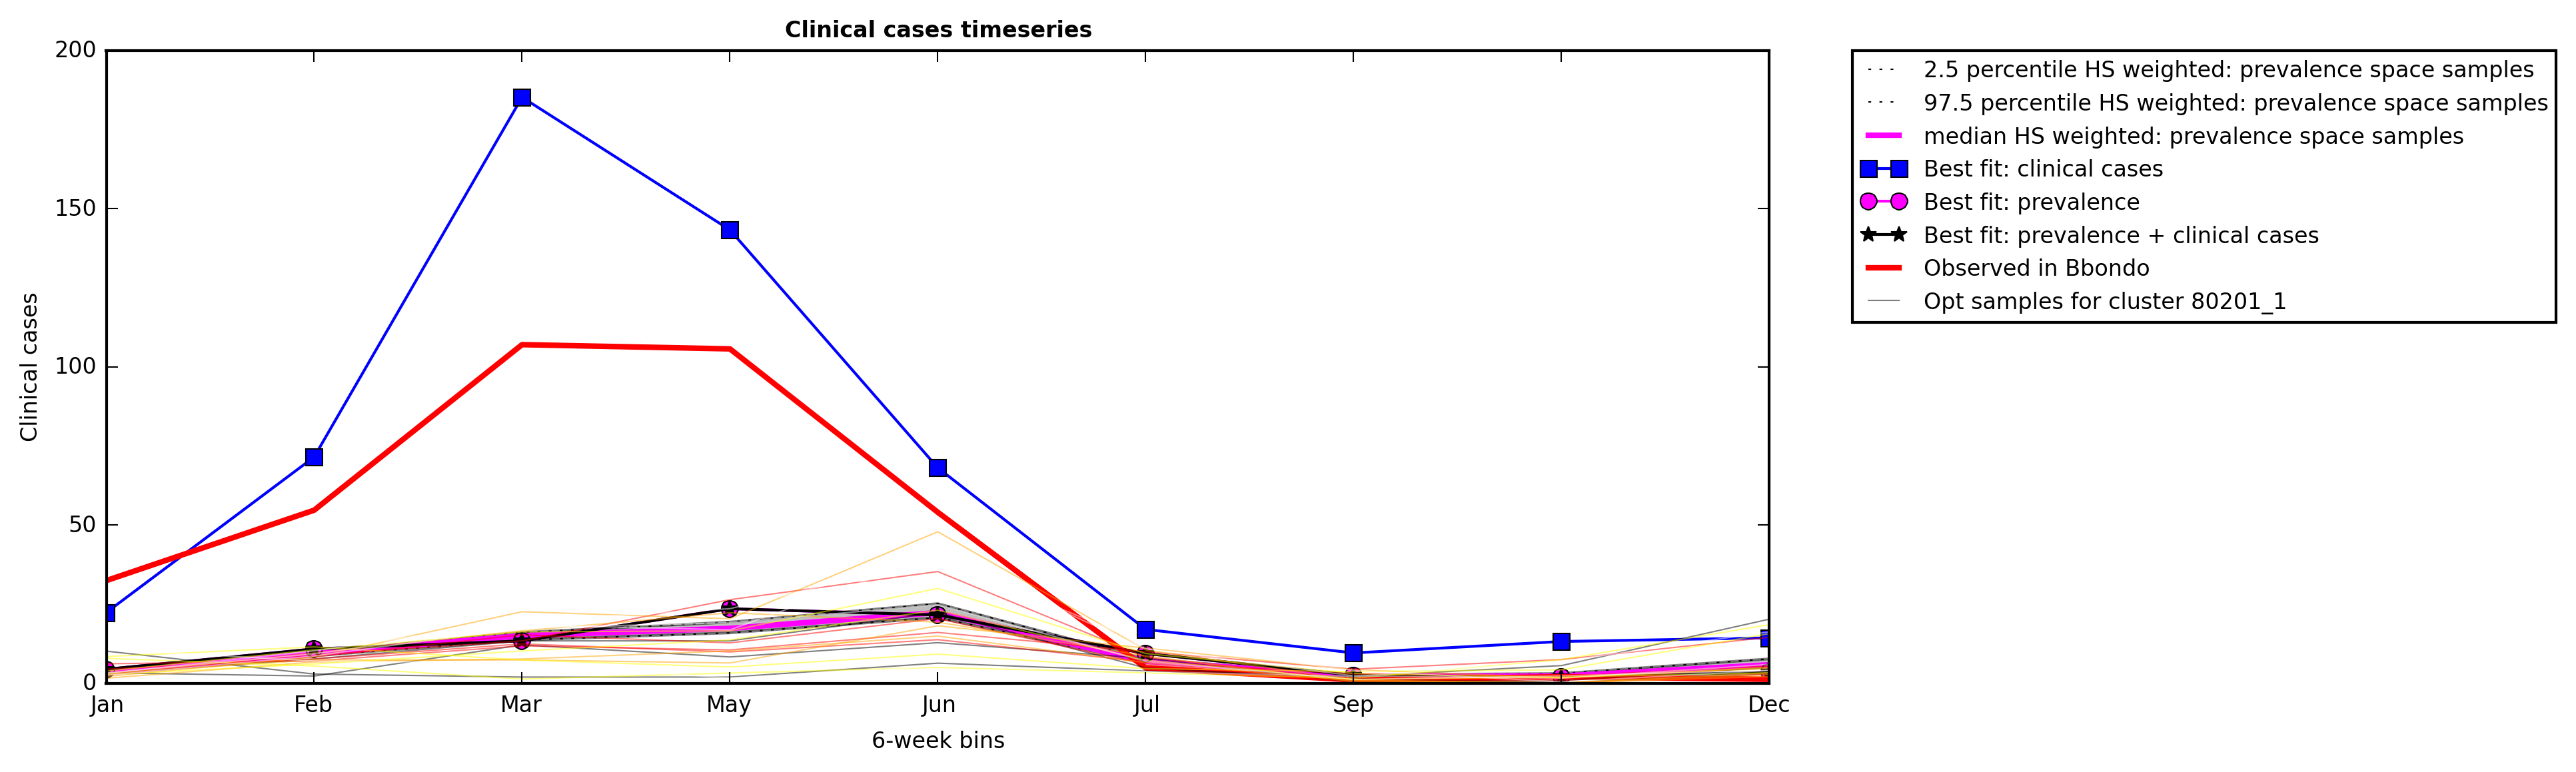 Clinical cases timeseries
200
150
100
50
0
Clinical cases
Jan Feb Mar May Jun Jul Sep Oct Dec
6-week bins
2.5 percentile HS weighted: prevalence space samples
97.5 percentile HS weighted: prevalence space samples
median HS weighted: prevalence space samples
Best fit: clinical cases
Best fit: prevalence
Best fit: prevalence + clinical cases
Observed in Bbondo
Opt samples for cluster 80201_1